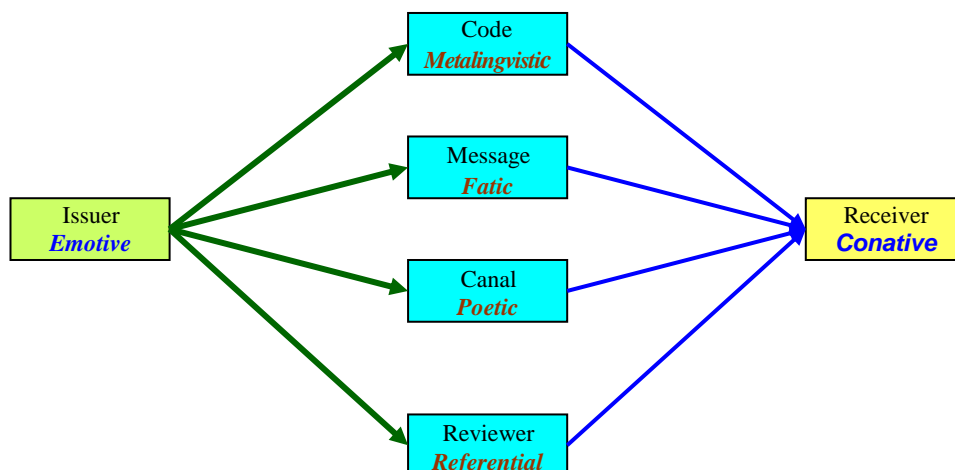 Code
Metalingvistic
Message
Fatic
Issuer
Emotive
Receiver
Conative
Canal
Poetic
Reviewer
Referential